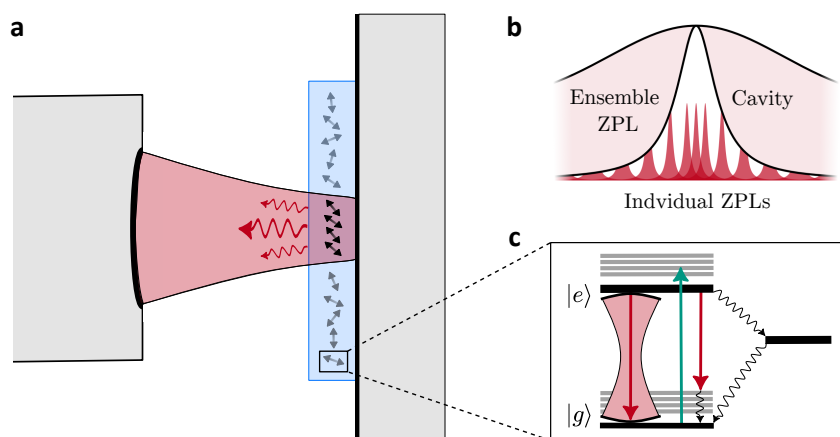 a
b
Ensemble
ZPL
Cavity
Indvidual ZPLs
c
|e⟩
|g⟩